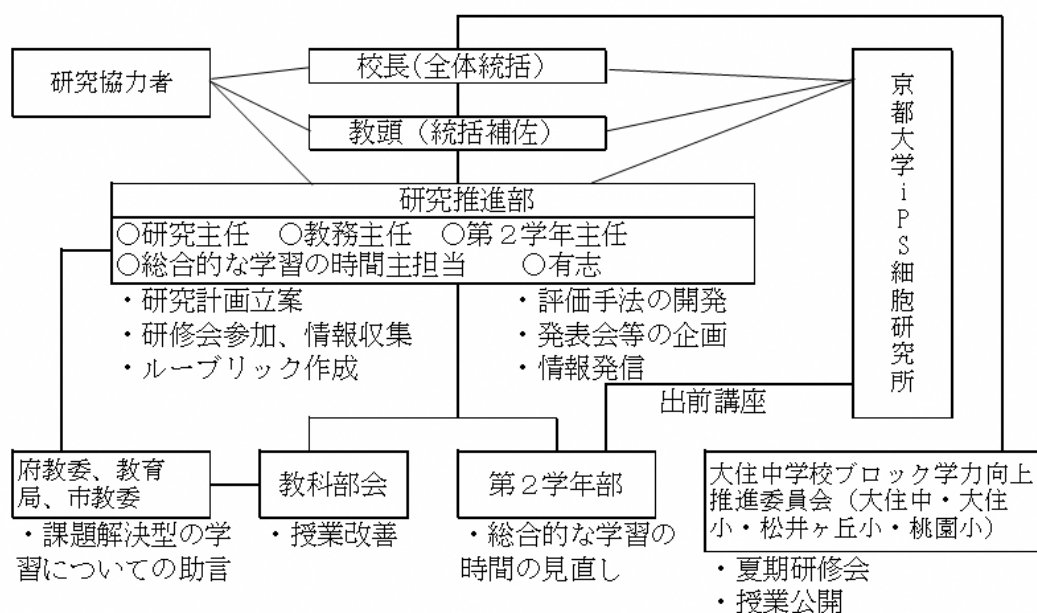 研究協力者
校長(全体統括)
教頭(統括補佐)
京都大学iPS細胞研究所
研究推進部
○研究主任　○教務主任　○第２学年主任
○総合的な学習の時間主担当　　○有志
・研究計画立案
・研修会参加、情報収集
・ルーブリック作成
・評価手法の開発
・発表会等の企画
・情報発信
出前講座
府教委、教育
局、市教委
・課題解決型の学
習についての助言
教科部会
・授業改善
第２学年部
・総合的な学習の
時間の見直し
大住中学校ブロック学力向上
推進委員会（大住中・大住
小・松井ヶ丘小・桃園小）
・夏期研修会
・授業公開